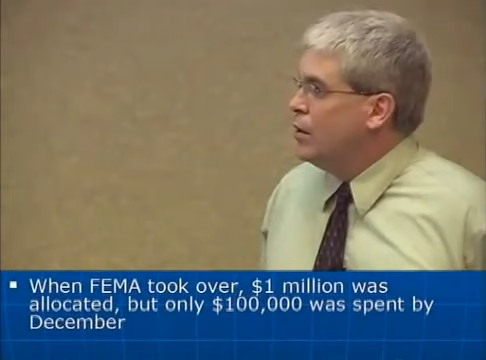 When FEMA took over, $1 million was
allocated, but only $100,000 was spent by
December